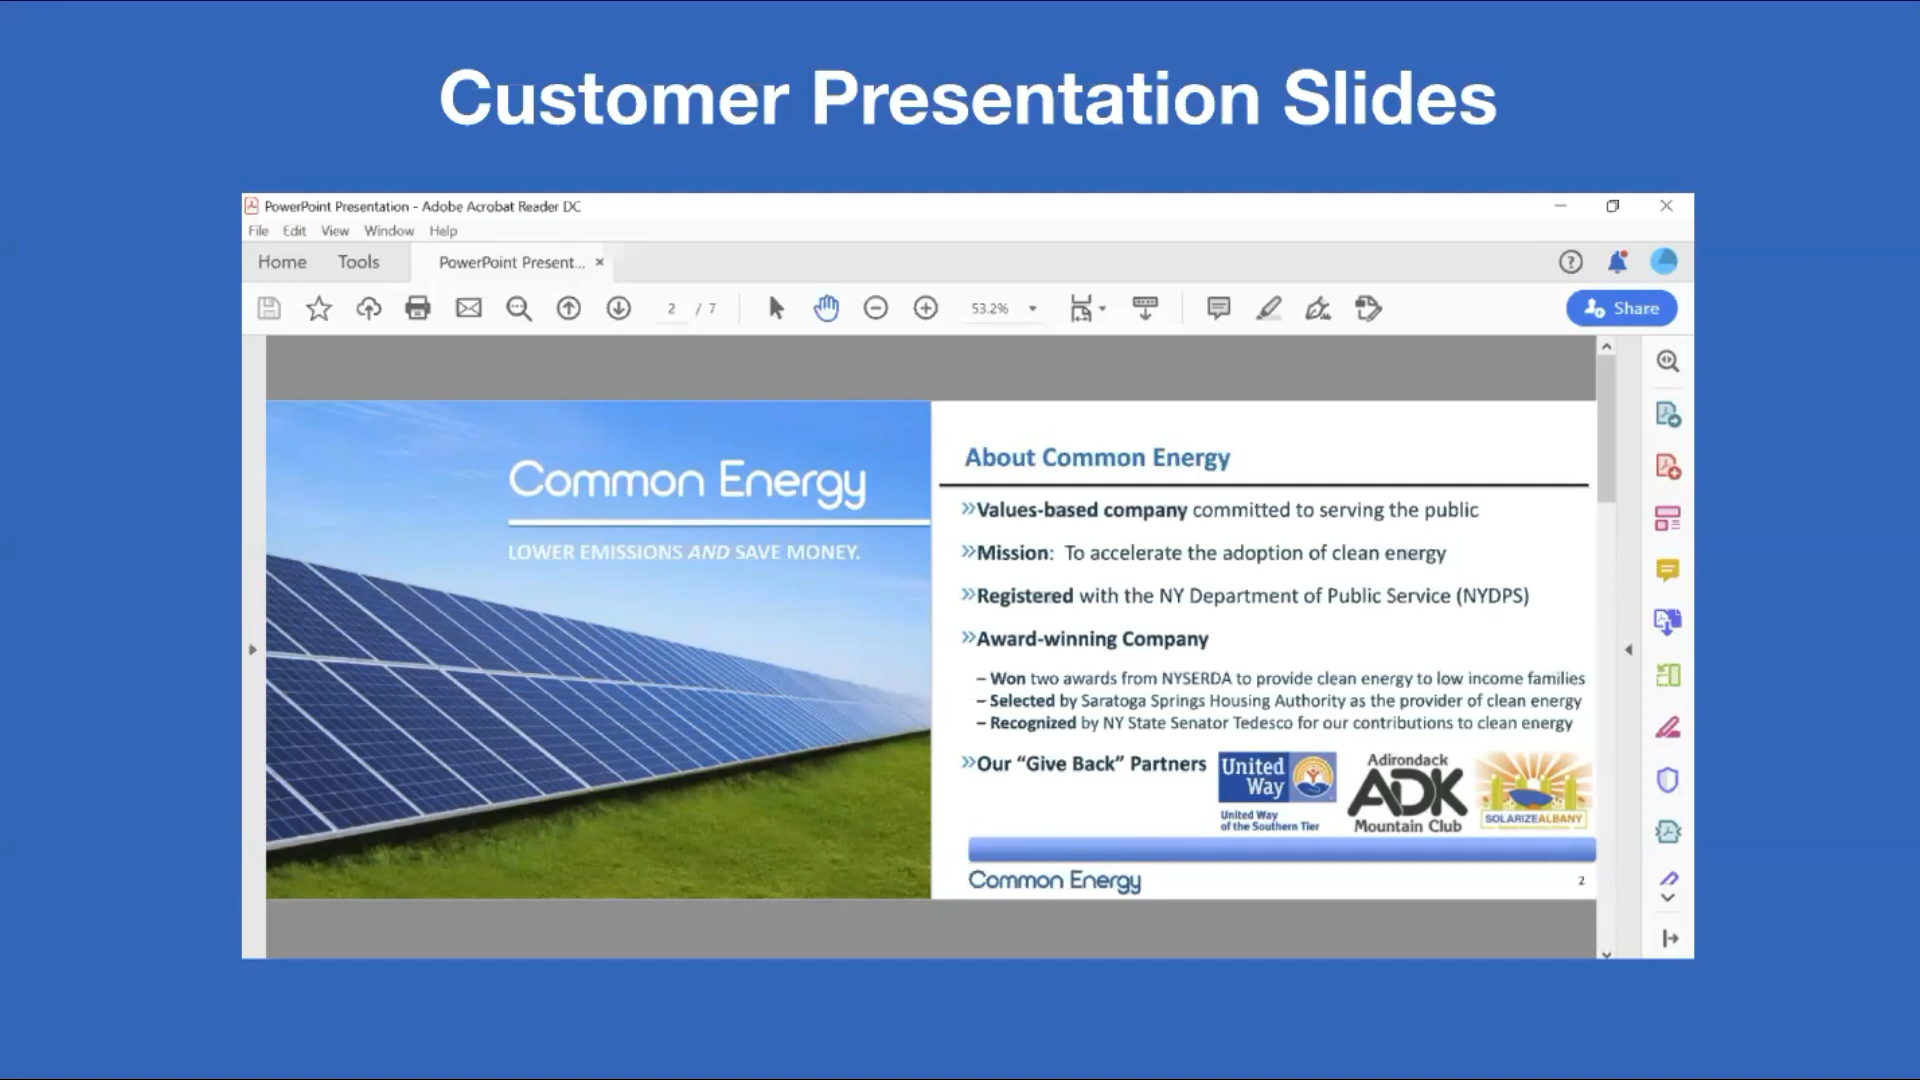 Customer Presentation Slides
PowerPoint Presentation - Adobe Acrobat Reader DC
File Edit View Window Help
Home Tools PowerPoint Present... ×
2 / 7 53.2% Share
Common Energy
LOWER EMISSIONS AND SAVE MONEY.
About Common Energy
»Values-based company committed to serving the public
»Mission: To accelerate the adoption of clean energy
»Registered with the NY Department of Public Service (NYDPS)
»Award-winning Company
– Won two awards from NYSERDA to provide clean energy to low income families
– Selected by Saratoga Springs Housing Authority as the provider of clean energy
– Recognized by NY State Senator Tedesco for our contributions to clean energy
»Our “Give Back” Partners
United
Way
United Way
of the Southern Tier
Adirondack
ADK
Mountain Club
SOLARIZEALBANY
Common Energy
2